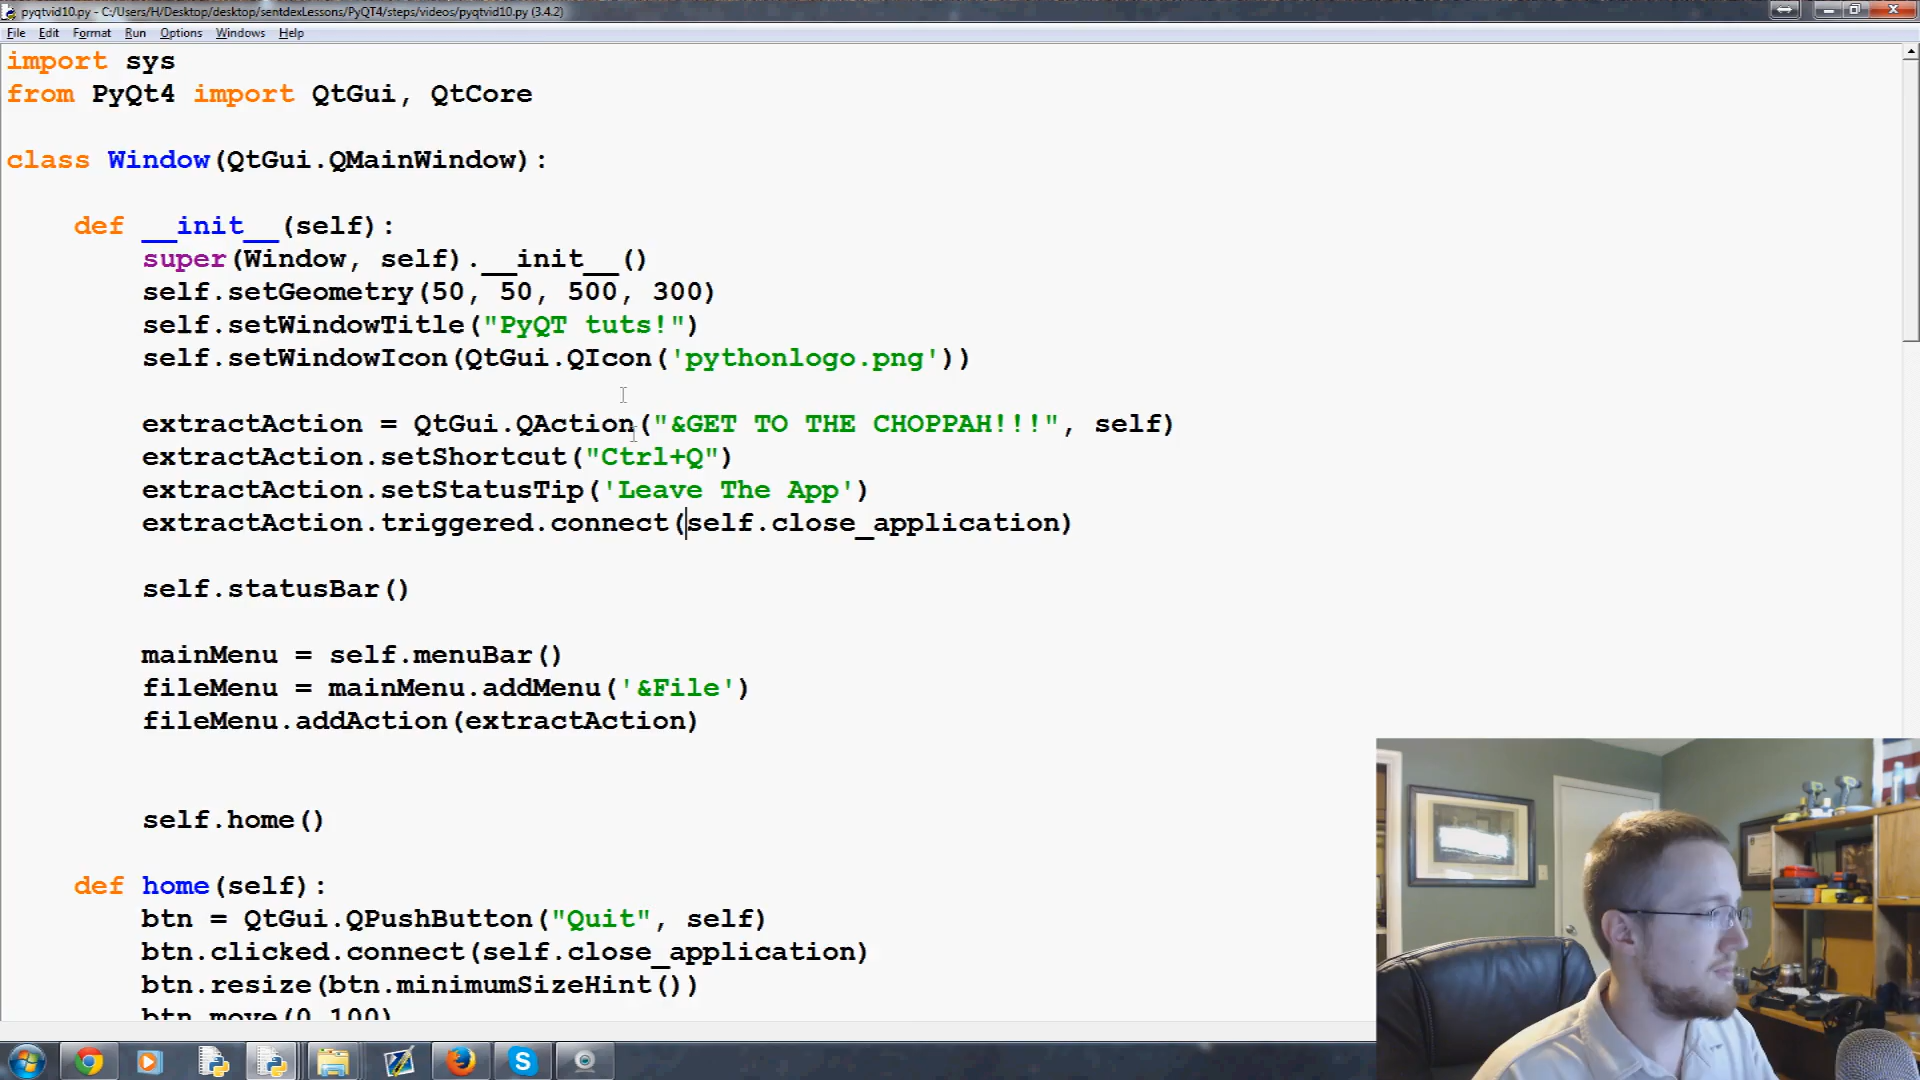 pyqtvid10.py - C:/Users/H/Desktop/desktop/sentdexLessons/PyQT4/steps/videos/pyqtvid10.py (3.4.2)
File Edit Format Run Options Windows Help
import sys
from PyQt4 import QtGui, QtCore
class Window(QtGui.QMainWindow):
def __init__(self):
super(Window, self).__init__()
self.setGeometry(50, 50, 500, 300)
self.setWindowTitle("PyQT tuts!")
self.setWindowIcon(QtGui.QIcon('pythonlogo.png'))
extractAction = QtGui.QAction("&GET TO THE CHOPPAH!!!", self)
extractAction.setShortcut("Ctrl+Q")
extractAction.setStatusTip('Leave The App')
extractAction.triggered.connect(self.close_application)
self.statusBar()
mainMenu = self.menuBar()
fileMenu = mainMenu.addMenu('&File')
fileMenu.addAction(extractAction)
self.home()
def home(self):
btn = QtGui.QPushButton("Quit", self)
btn.clicked.connect(self.close_application)
btn.resize(btn.minimumSizeHint())
btn.move(0,100)